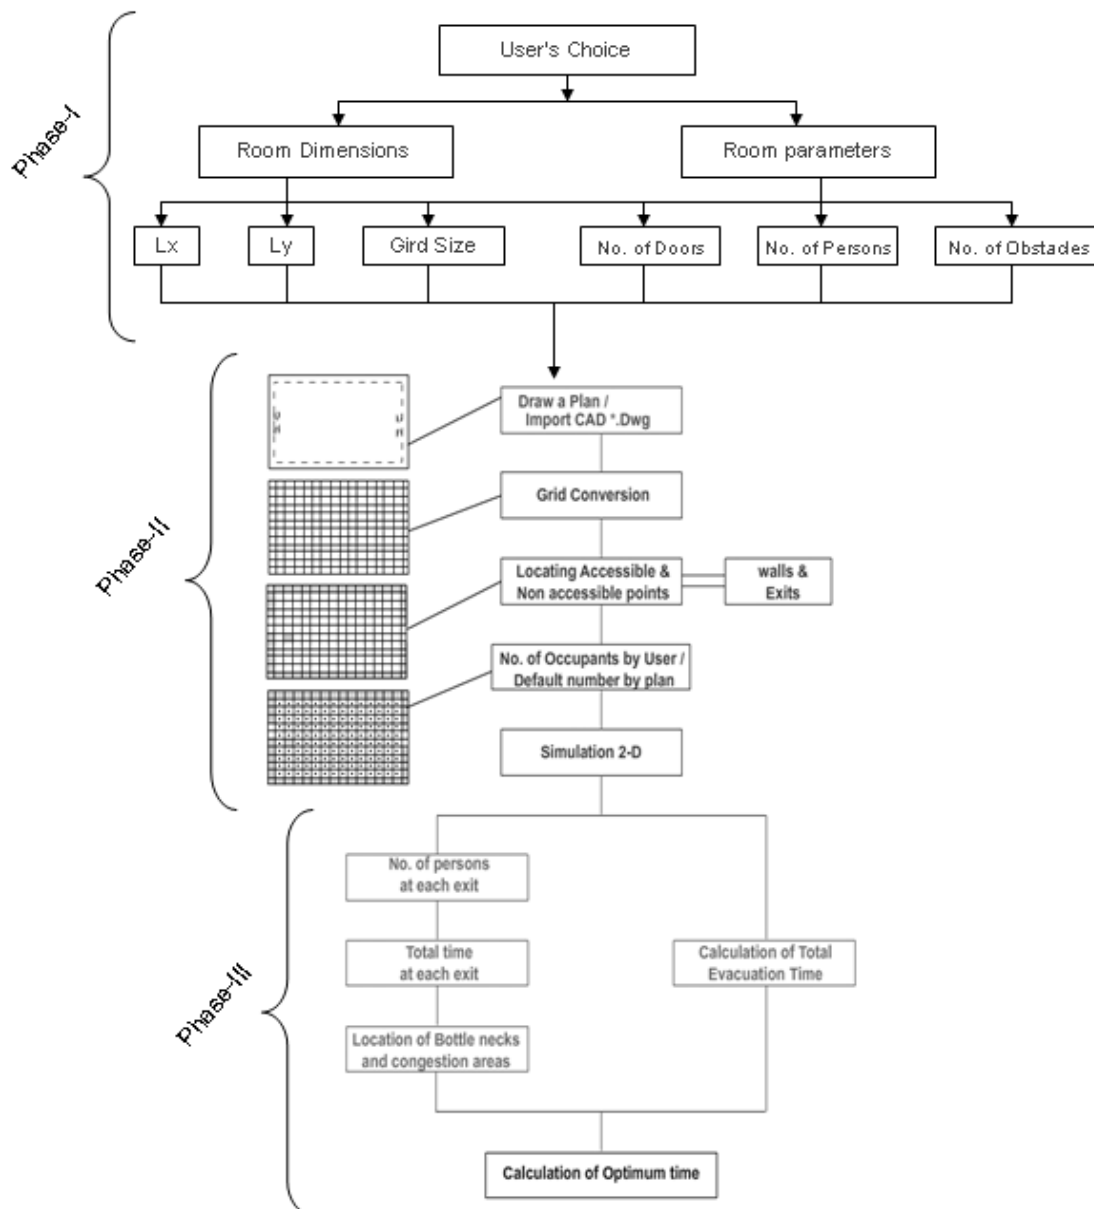 Phase-I
User's Choice
Room Dimensions
Room parameters
Lx
Ly
Gird Size
No. of Doors
No. of Persons
No. of Obstacles
Phase-II
Draw a Plan /
Import CAD *.Dwg
Grid Conversion
Locating Accessible &
Non accessible points
walls &
Exits
No. of Occupants by User /
Default number by plan
Simulation 2-D
Phase-III
No. of persons
at each exit
Total time
at each exit
Location of Bottle necks
and congestion areas
Calculation of Total
Evacuation Time
Calculation of Optimum time